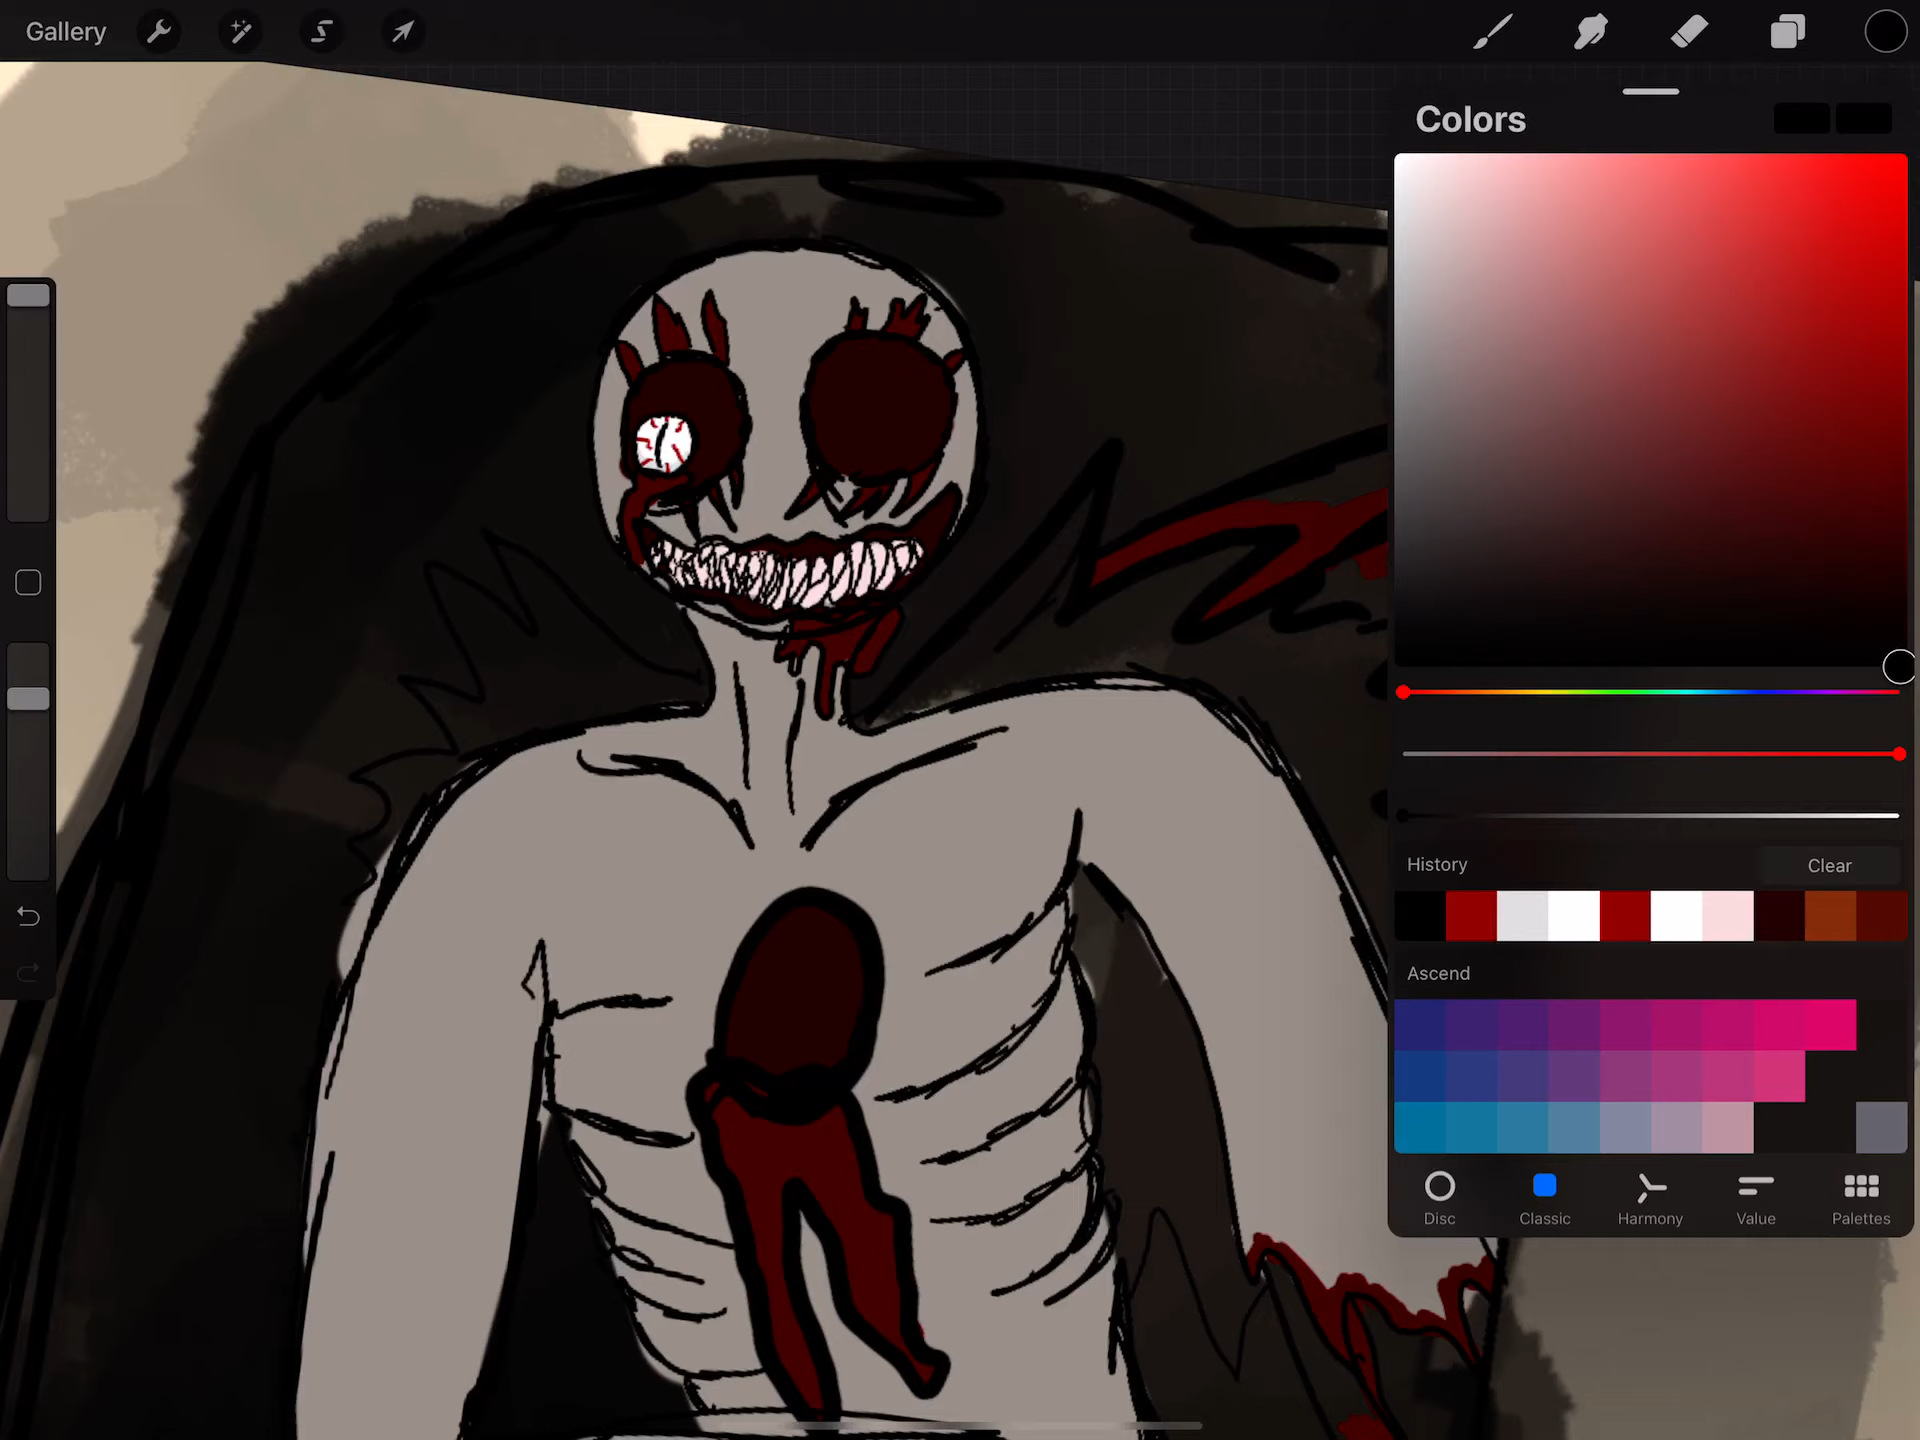 Gallery
Colors
History
Clear
Ascend
Disc
Classic
Harmony
Value
Palettes